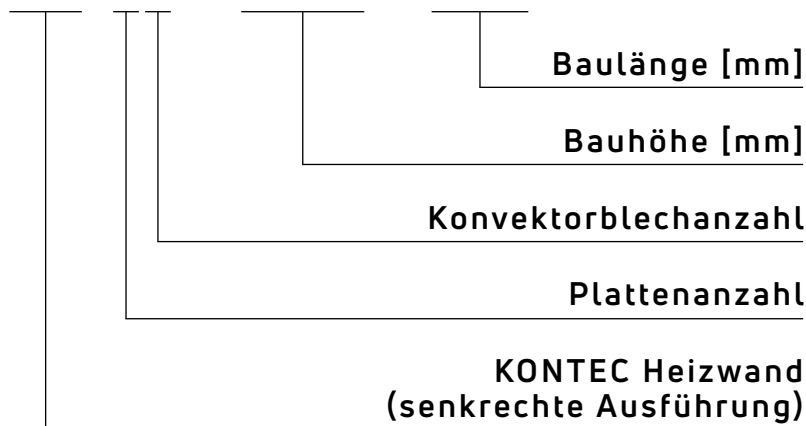 Baulänge [mm]
Bauhöhe [mm]
Konvektorblechanzahl
Plattenanzahl
KONTEC Heizwand
(senkrechte Ausführung)